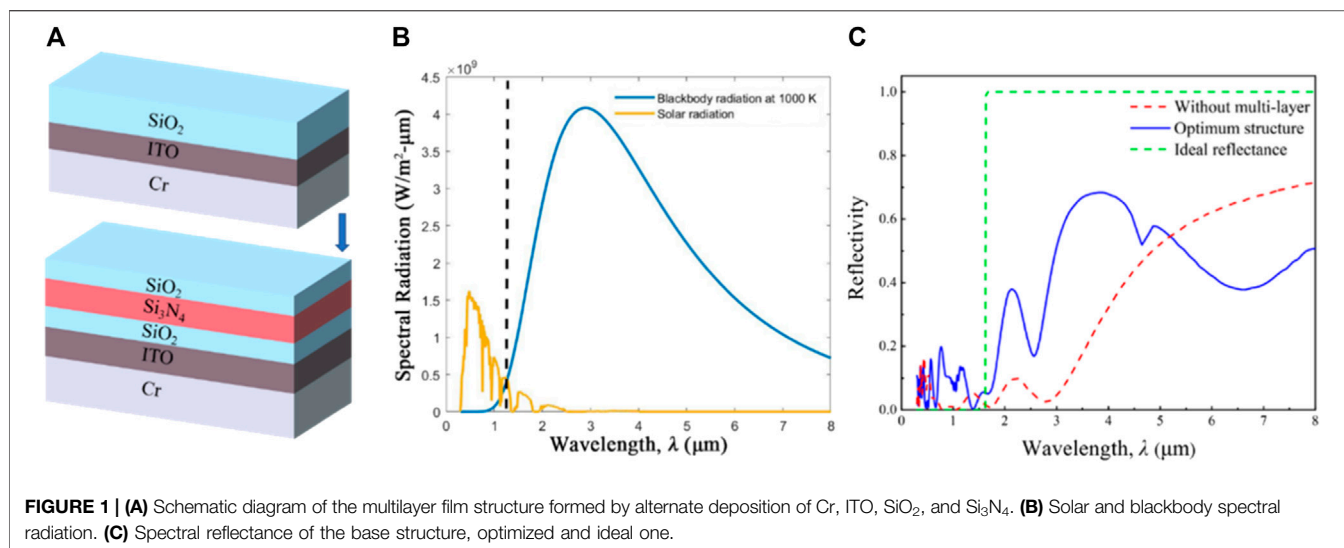 A
SiO₂
ITO
Cr
SiO₂
Si₃N₄
SiO₂
ITO
Cr
B
×10⁹
4.5
4
3.5
3
2.5
2
1.5
1
0.5
0
Spectral Radiation (W/m²-μm)
Blackbody radiation at 1000 K
Solar radiation
0 1 2 3 4 5 6 7 8
Wavelength, λ (μm)
C
1.0
0.8
0.6
0.4
0.2
0.0
Reflectivity
Without multi-layer
Optimum structure
Ideal reflectance
0 1 2 3 4 5 6 7 8
Wavelength, λ (μm)
FIGURE 1 | (A) Schematic diagram of the multilayer film structure formed by alternate deposition of Cr, ITO, SiO₂, and Si₃N₄. (B) Solar and blackbody spectral
radiation. (C) Spectral reflectance of the base structure, optimized and ideal one.